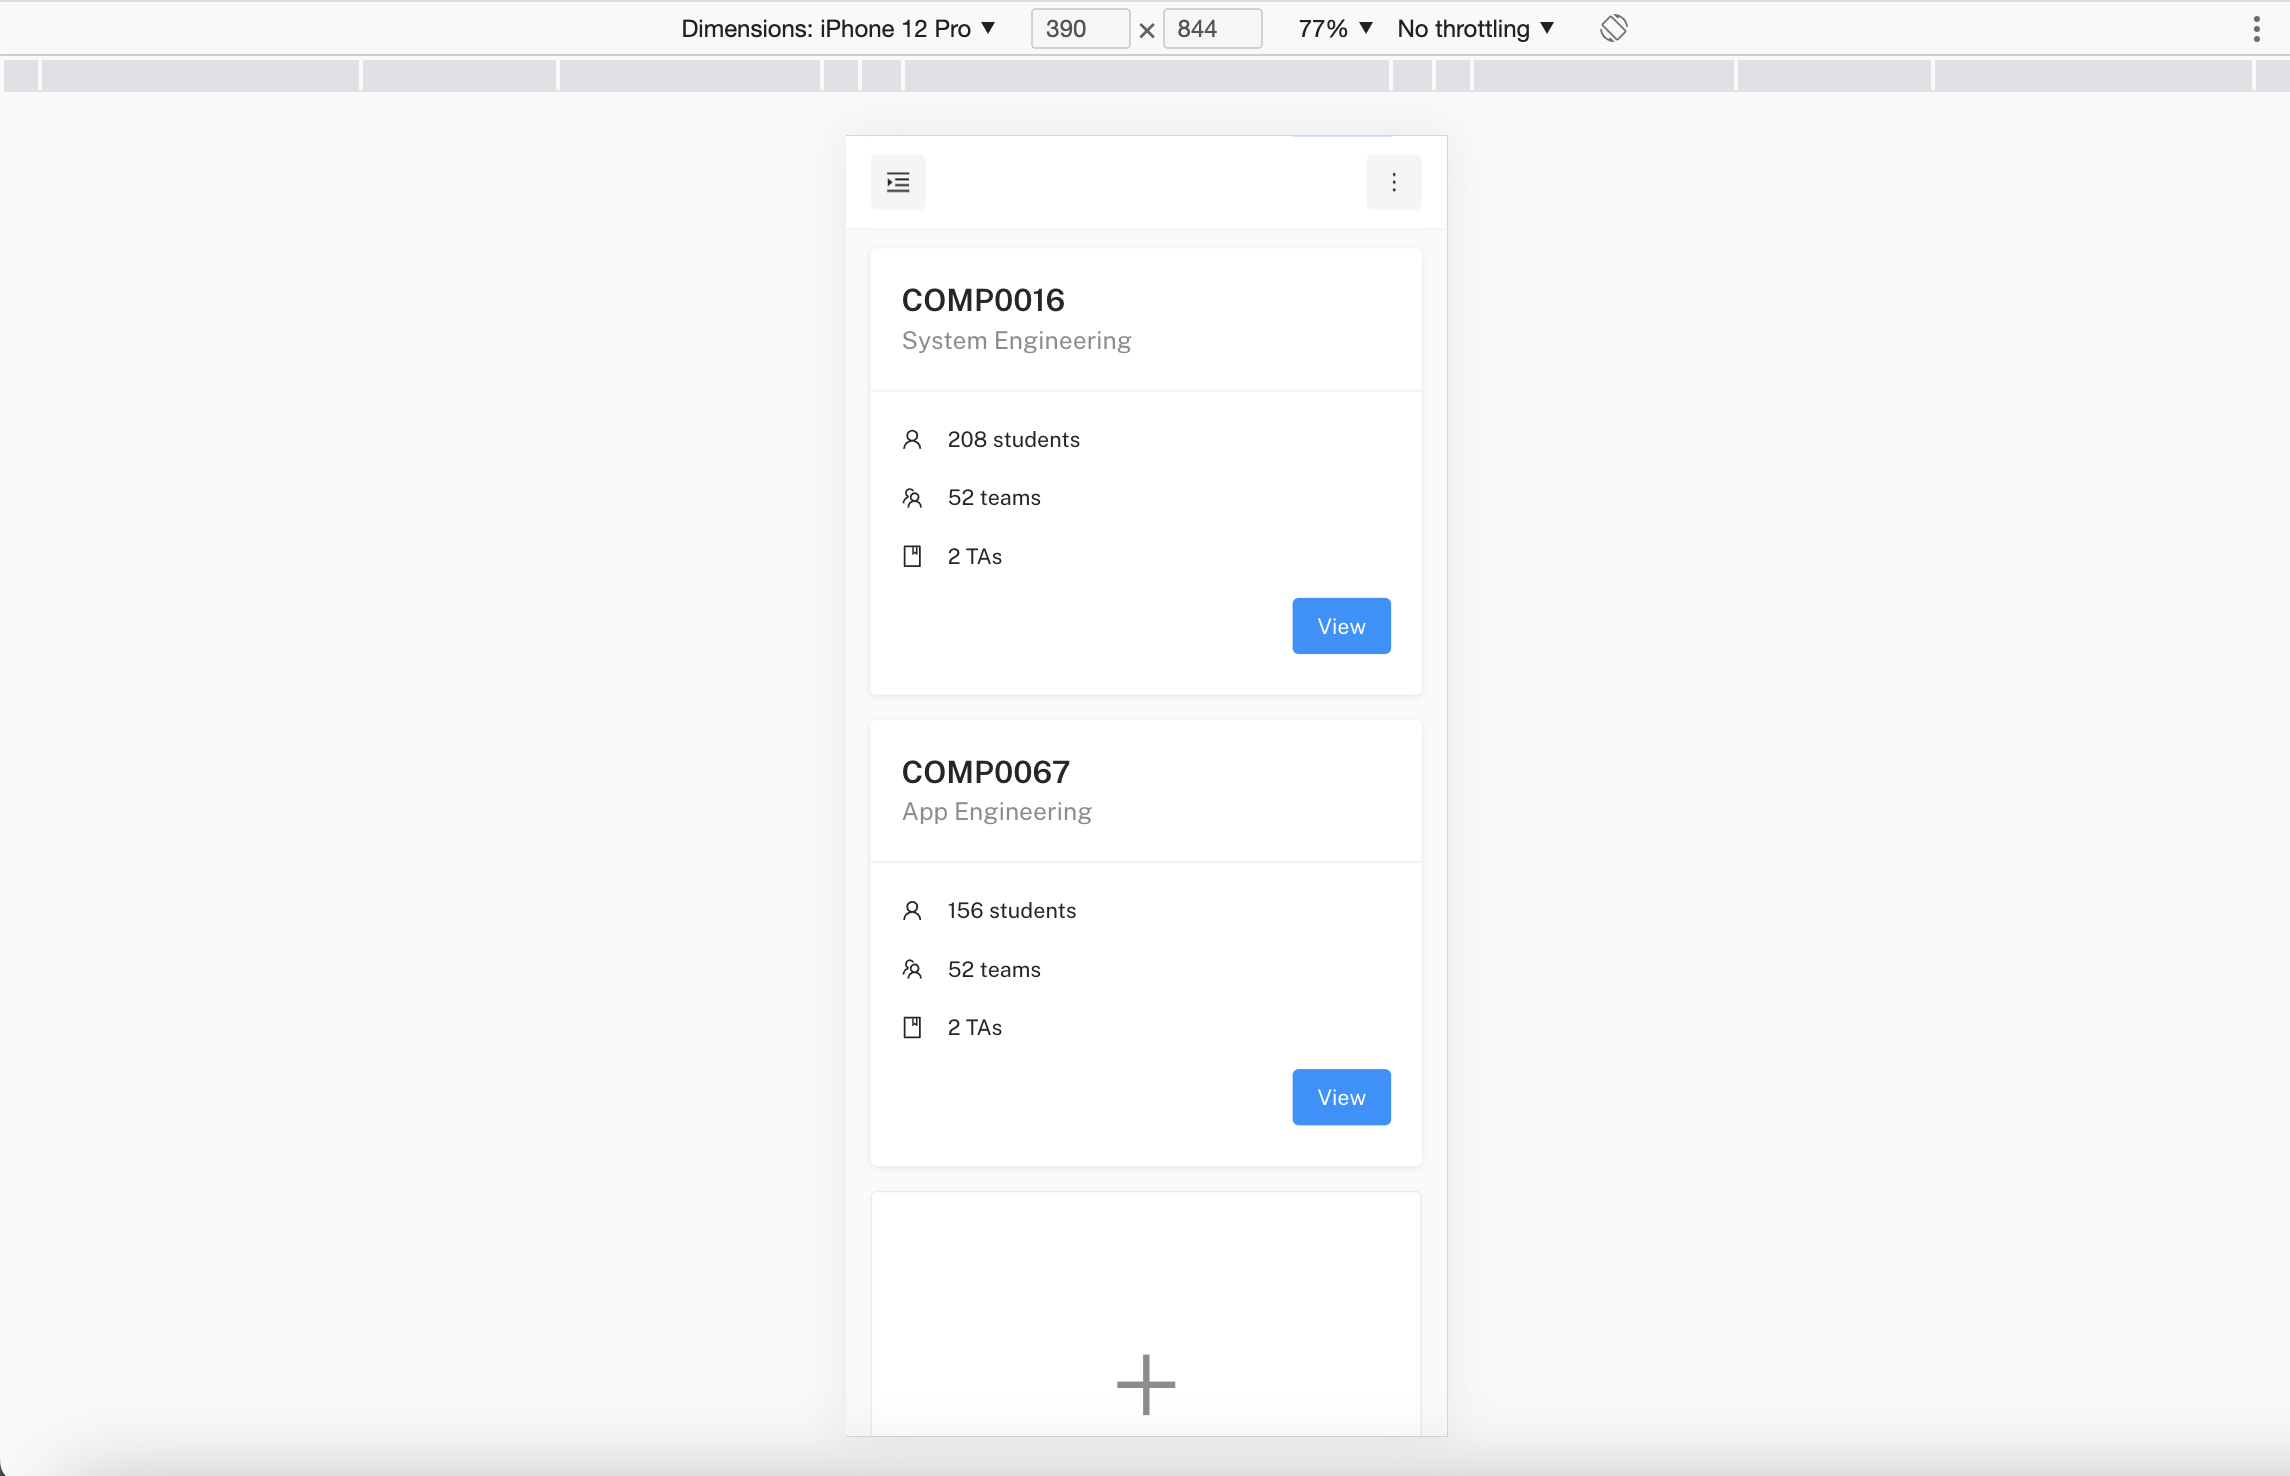 Dimensions: iPhone 12 Pro ▼ 390 × 844 77% ▼ No throttling ▼
COMP0016
System Engineering
208 students
52 teams
2 TAs
View
COMP0067
App Engineering
156 students
52 teams
2 TAs
View